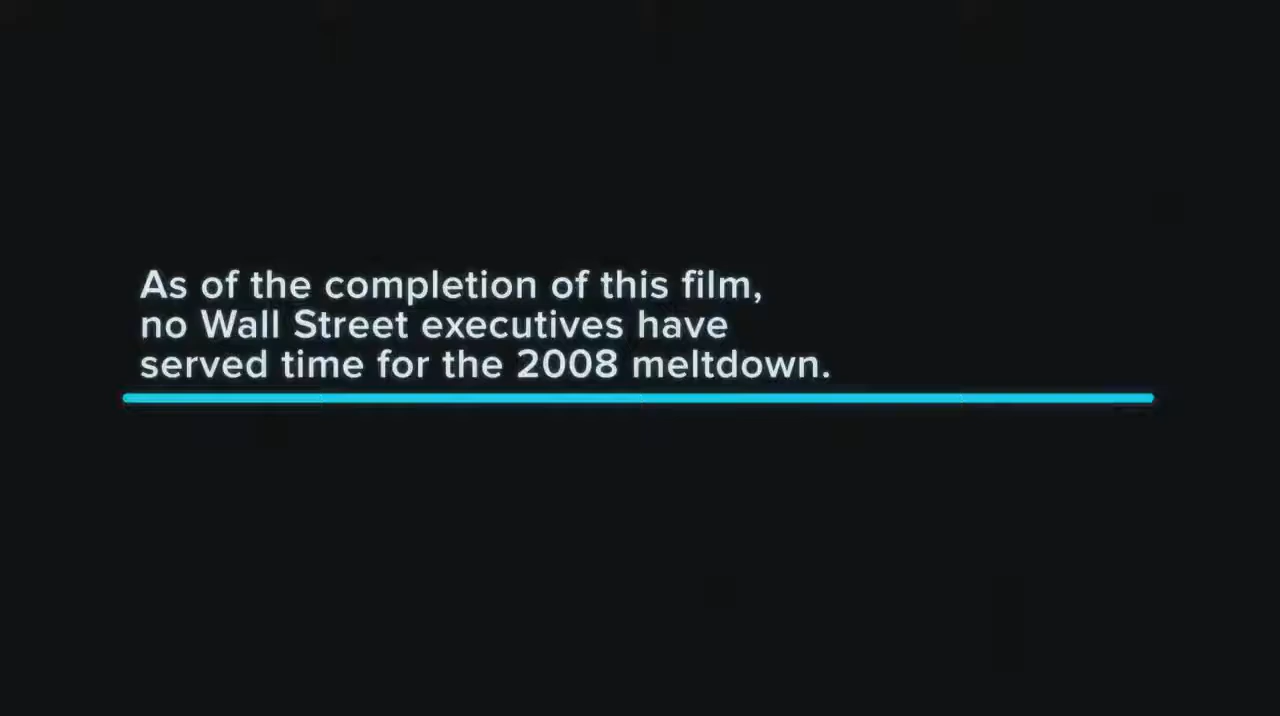 As of the completion of this film,
no Wall Street executives have
served time for the 2008 meltdown.